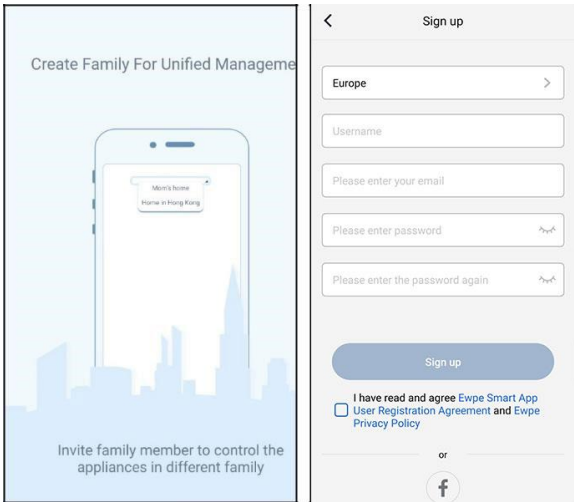 Create Family For Unified Manageme
Mom's home
Home in Hong Kong
Invite family member to control the
appliances in different family
Sign up
Europe
Username
Please enter your email
Please enter password
Please enter the password again
Sign up
I have read and agree Ewpe Smart App
User Registration Agreement and Ewpe
Privacy Policy
or
f